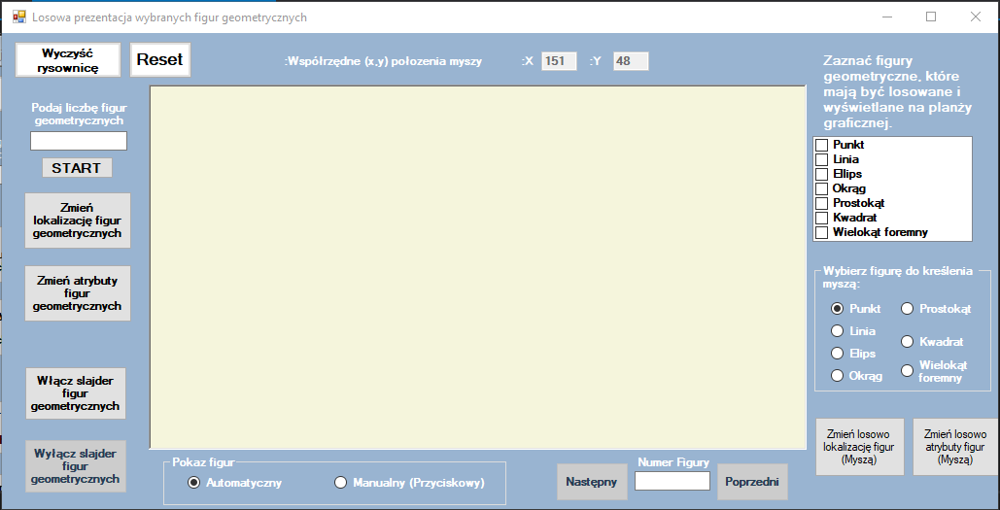 Losowa prezentacja wybranych figur geometrycznych
Wyczyść
rysownicę
Reset
:Współrzędne (x,y) położenia myszy
:X
151
:Y
48
Podaj liczbę figur
geometrycznych
START
Zmień
lokalizację figur
geometrycznych
Zmień atrybuty
figur
geometrycznych
Włącz slajder
figur
geometrycznych
Wyłącz slajder
figur
geometrycznych
Zaznać figury
geometryczne, które
mają być losowane i
wyświetlane na planży
graficznej.
Punkt
Linia
Ellips
Okrąg
Prostokąt
Kwadrat
Wielokąt foremny
Wybierz figurę do kreślenia
myszą:
Punkt
Linia
Elips
Okrąg
Prostokąt
Kwadrat
Wielokąt
foremny
Zmień losowo
lokalizację figur
(Myszą)
Zmień losowo
atrybuty figur
(Myszą)
Pokaz figur
Automatyczny
Manualny (Przyciskowy)
Następny
Numer Figury
Poprzedni